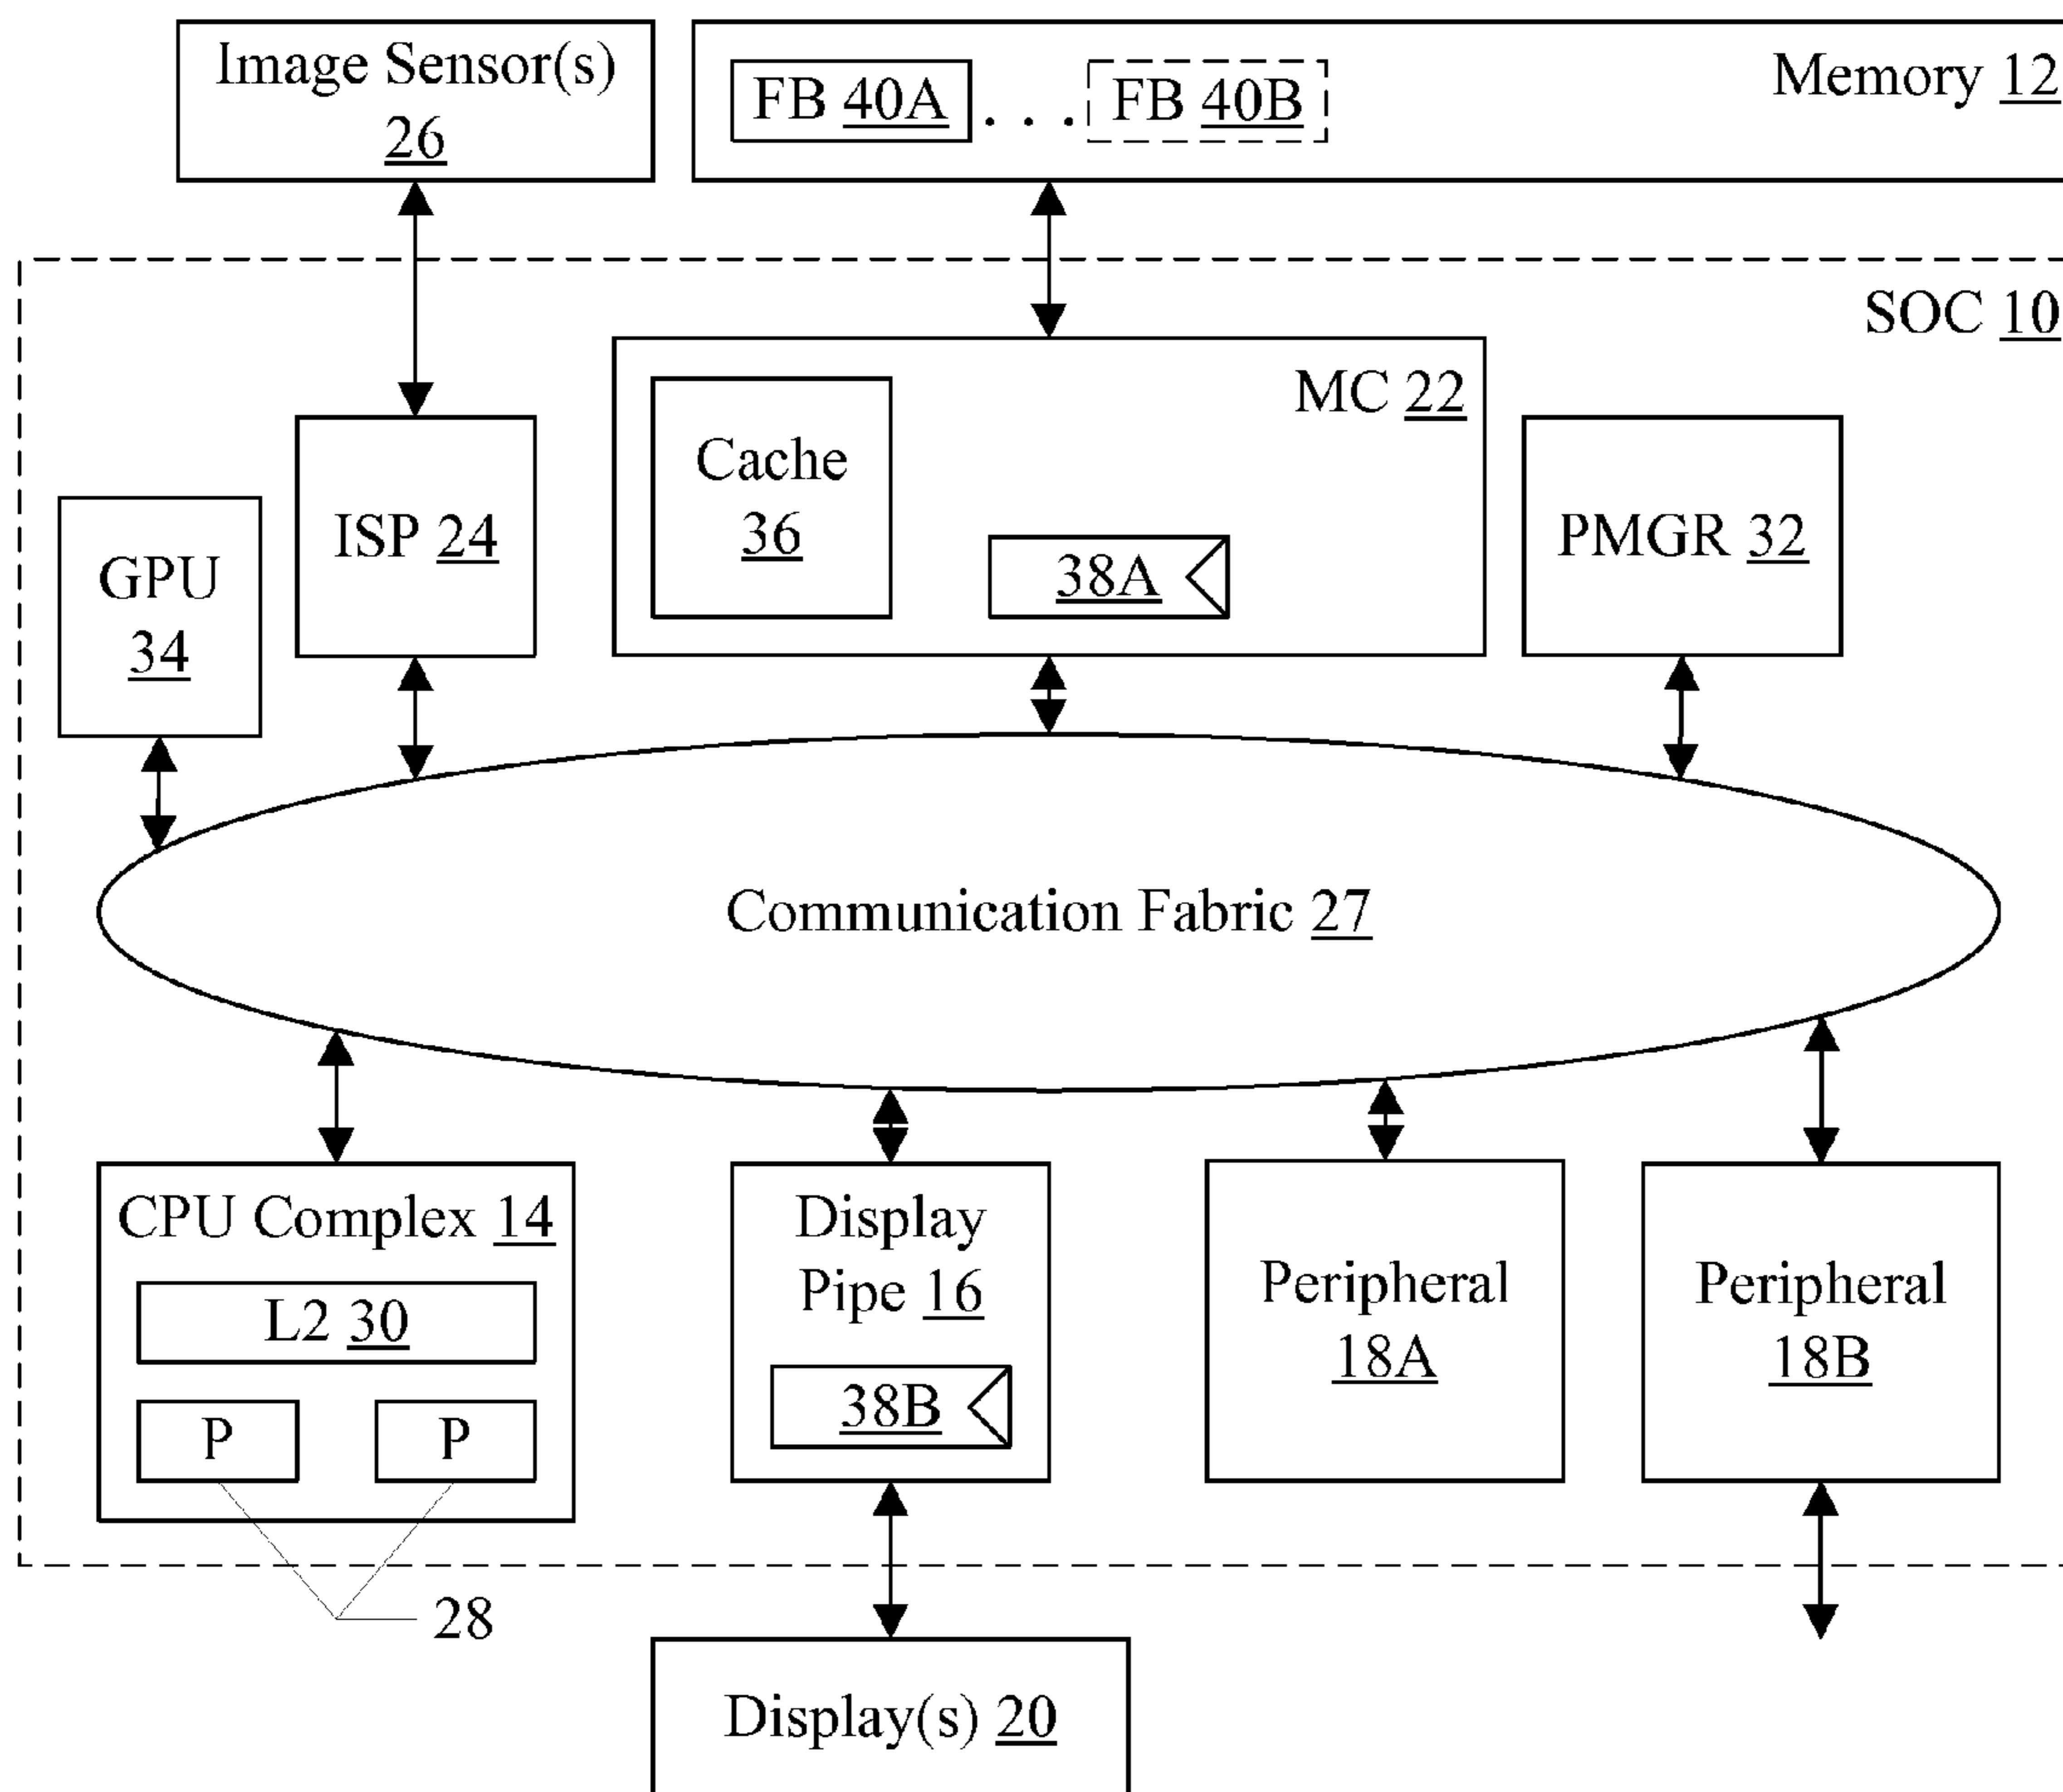 Image Sensor(s)
26
FB 40A
. . .
FB 40B
Memory 12
SOC 10
MC 22
Cache
36
38A
ISP 24
PMGR 32
GPU
34
Communication Fabric 27
CPU Complex 14
L2 30
P
P
28
Display
Pipe 16
38B
Peripheral
18A
Peripheral
18B
Display(s) 20